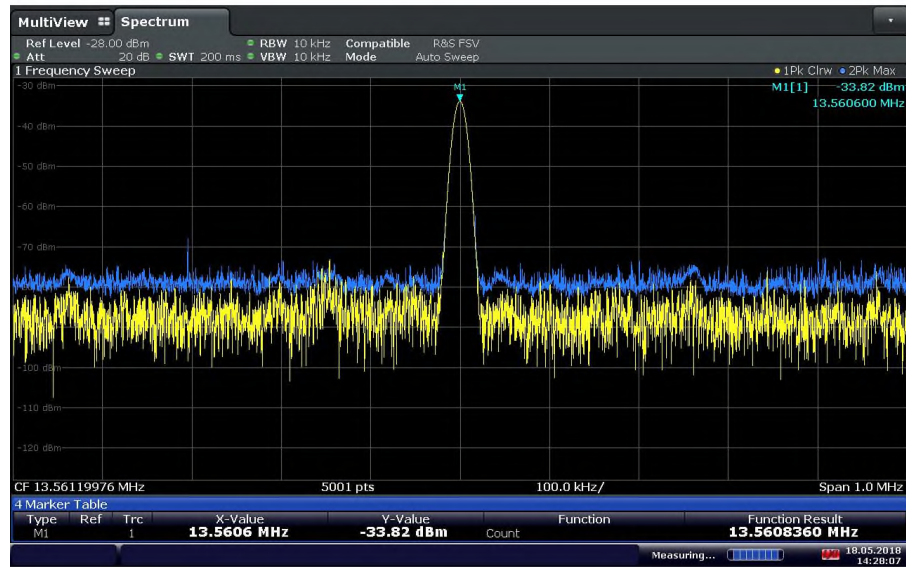 MultiView Spectrum
Ref Level -28.00 dBm RBW 10 kHz Compatible R&S FSV
Att 20 dB SWT 200 ms VBW 10 kHz Mode Auto Sweep
1 Frequency Sweep 1Pk Clrw 2Pk Max
-30 dBm M1 M1[1] -33.82 dBm
13.560600 MHz
-40 dBm
-50 dBm
-60 dBm
-70 dBm
-100 dBm
-110 dBm
-120 dBm
CF 13.56119976 MHz 5001 pts 100.0 kHz/ Span 1.0 MHz
4 Marker Table
Type Ref Trc X-Value Y-Value Function Function Result
M1 1 13.5606 MHz -33.82 dBm Count 13.5608360 MHz
Measuring... 18.05.2018
14:28:07